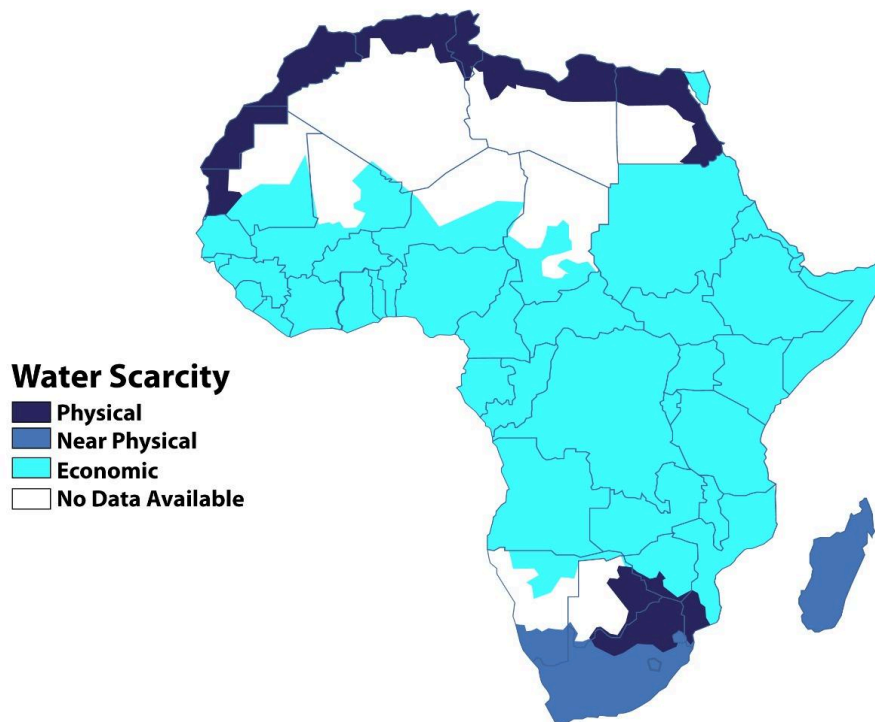 Water Scarcity
Physical
Near Physical
Economic
No Data Available